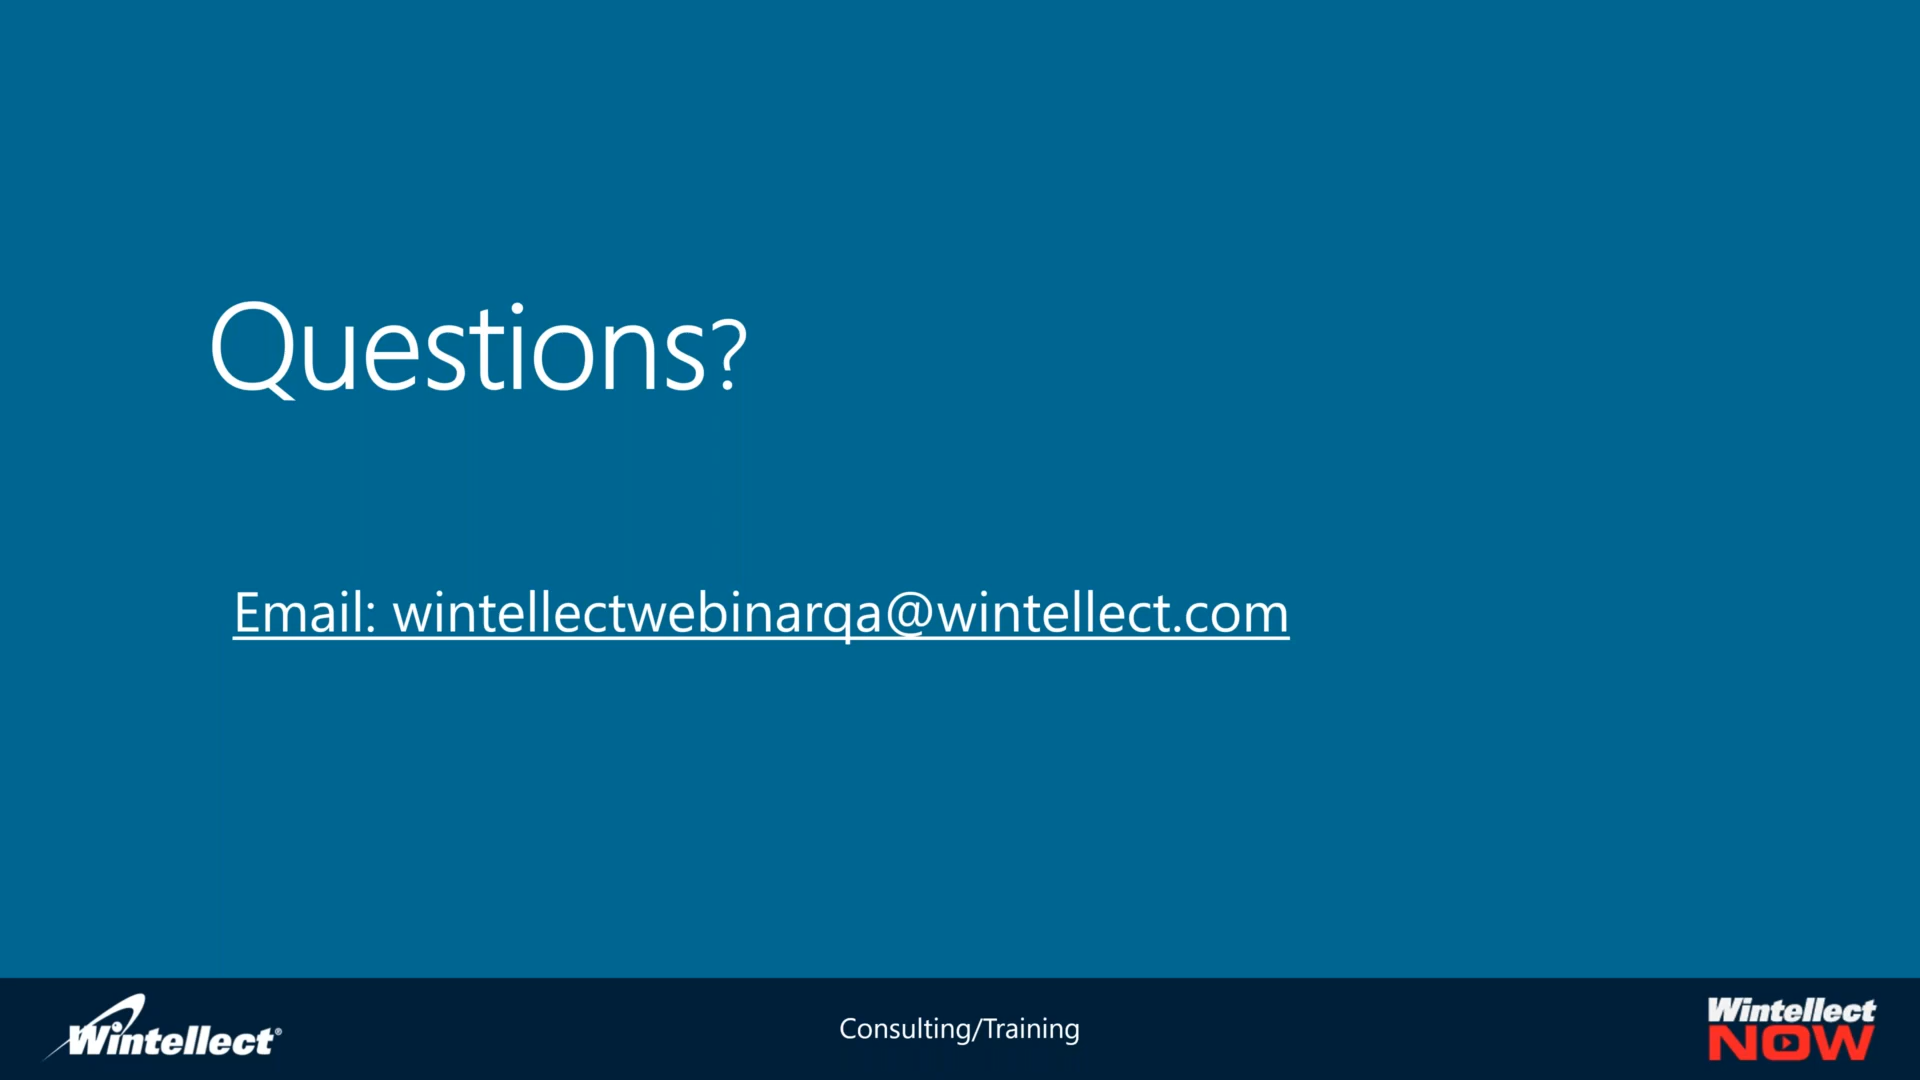 Questions?
Email: wintellectwebinarqa@wintellect.com
Wintellect®
Consulting/Training
Wintellect
NOW